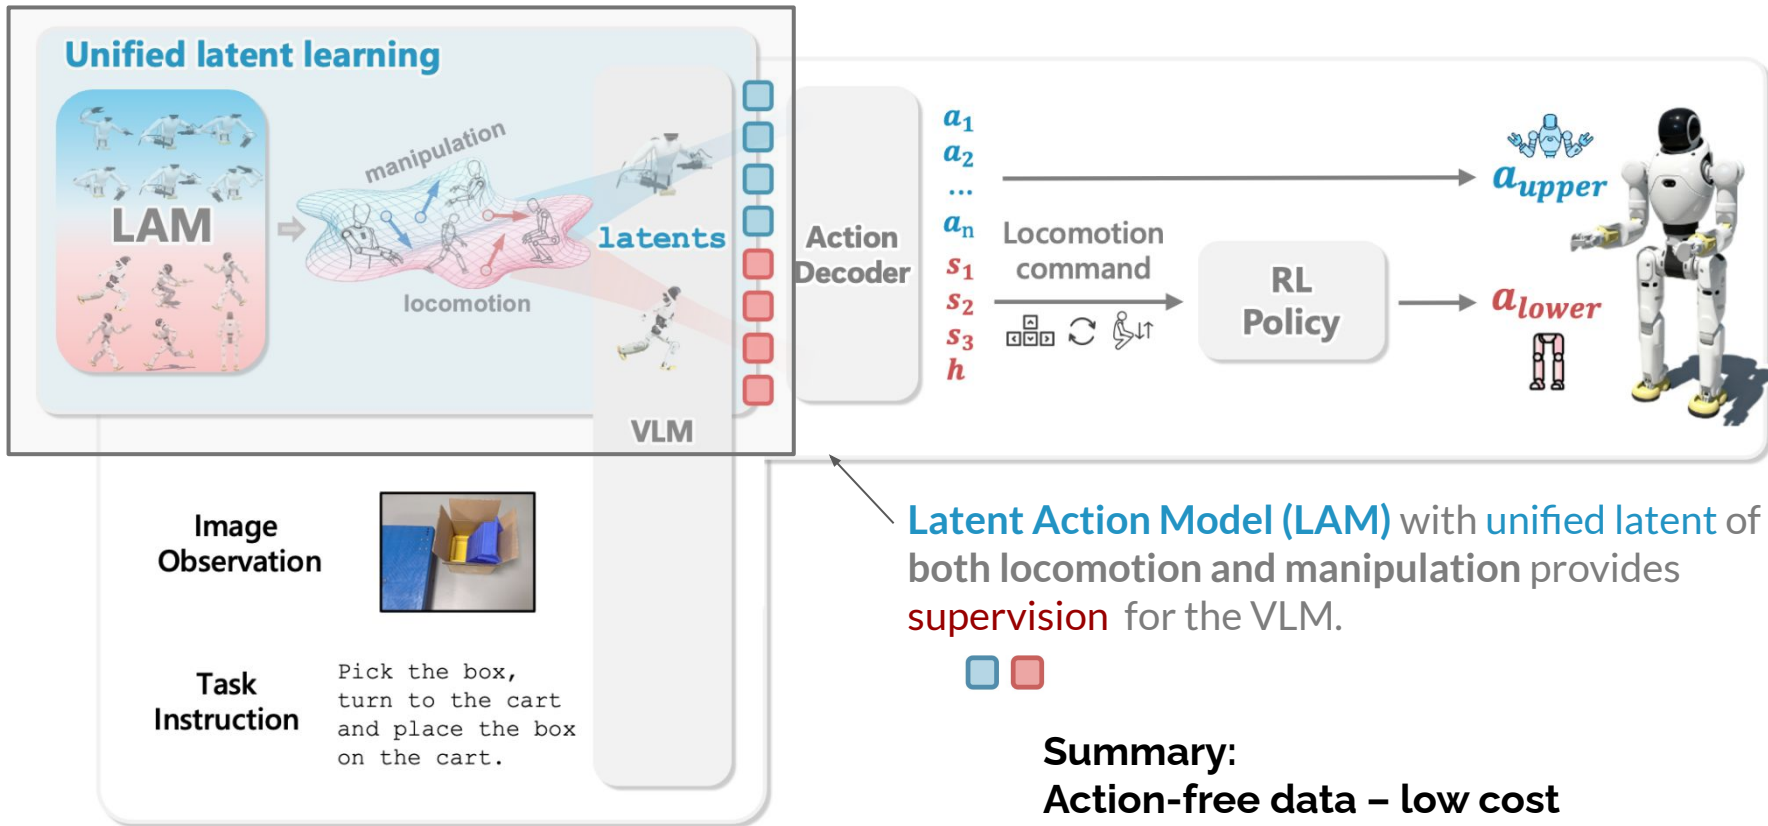 Unified latent learning
LAM
manipulation
locomotion
latents
VLM
Action
Decoder
a1
a2
...
an
s1
s2
s3
h
Locomotion
command
RL
Policy
aupper
alower
Image
Observation
Task
Instruction
Pick the box,
turn to the cart
and place the box
on the cart.
Latent Action Model (LAM) with unified latent of
both locomotion and manipulation provides
supervision for the VLM.
Summary:
Action-free data – low cost